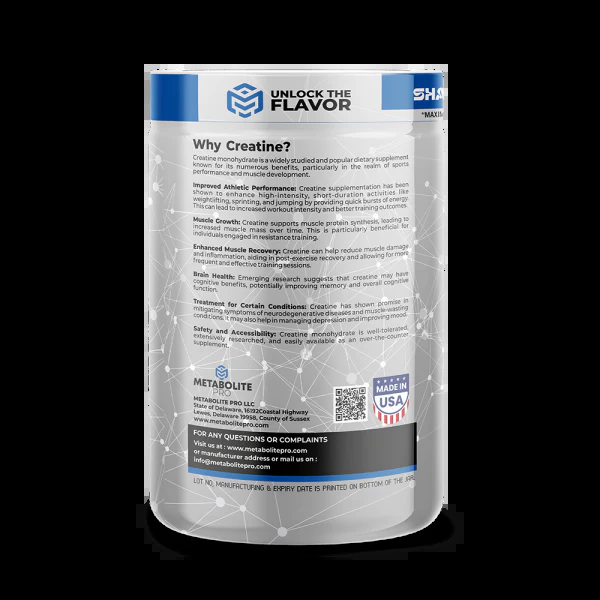 UNLOCK THE
FLAVOR
SHA
*MAXIM
Why Creatine?
Creatine monohydrate is a widely studied and popular dietary supplement
known for its numerous benefits, particularly in the realm of sports
performance and muscle development.
Improved Athletic Performance: Creatine supplementation has been
shown to enhance high-intensity, short-duration activities like
weightlifting, sprinting, and jumping by providing quick bursts of energy.
This can lead to increased workout intensity and better training outcomes.
Muscle Growth: Creatine supports muscle protein synthesis, leading to
increased muscle mass over time. This is particularly beneficial for
individuals engaged in resistance training.
Enhanced Muscle Recovery: Creatine can help reduce muscle damage
and inflammation, aiding in post-exercise recovery and allowing for more
frequent and effective training sessions.
Brain Health: Emerging research suggests that creatine may have
cognitive benefits, potentially improving memory and overall cognitive
function.
Treatment for Certain Conditions: Creatine has shown promise in
mitigating symptoms of neurodegenerative diseases and muscle-wasting
conditions. It may also help in managing depression and improving mood.
Safety and Accessibility: Creatine monohydrate is well-tolerated,
extensively researched, and easily available as an over-the-counter
supplement.
METABOLITE
PRO
METABOLITE PRO LLC
State of Delaware, 16192Coastal Highway
Lewes, Delaware 19958, County of Sussex
www.metabolitepro.com
MADE IN
USA
FOR ANY QUESTIONS OR COMPLAINTS
Visit us at : www.metabolitepro.com
or manufacturer address or mail us on :
info@metabolitepro.com
LOT NO, MANUFACTURING & EXPIRY DATE IS PRINTED ON BOTTOM OF THE JAR